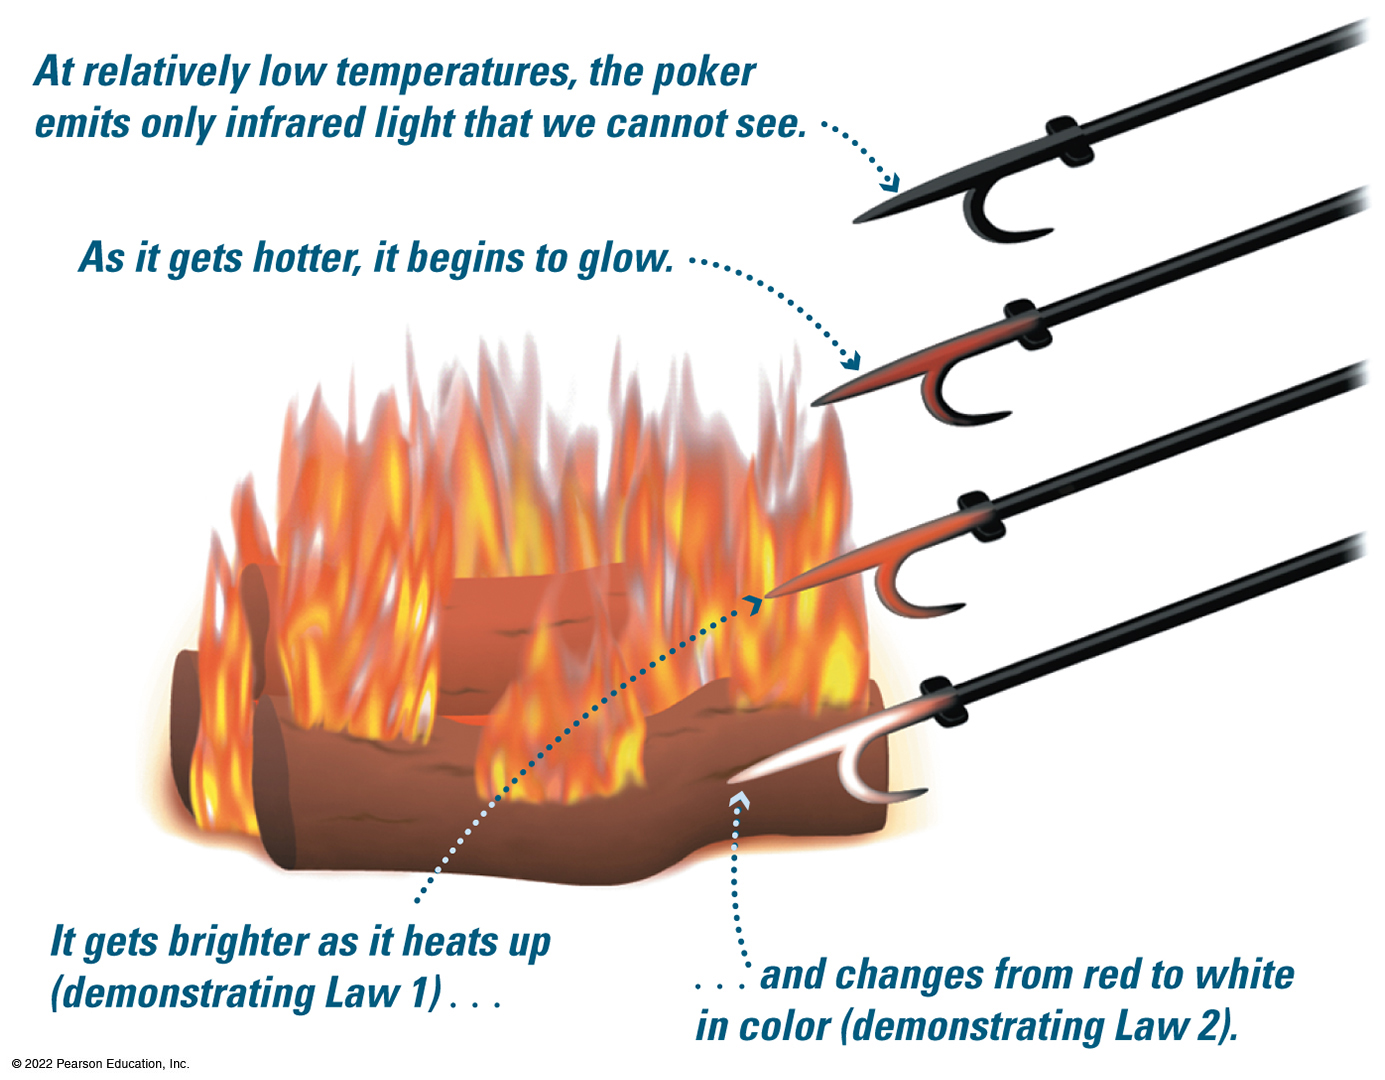 At relatively low temperatures, the poker
emits only infrared light that we cannot see.
As it gets hotter, it begins to glow.
It gets brighter as it heats up
(demonstrating Law 1) . . .
. . . and changes from red to white
in color (demonstrating Law 2).
© 2022 Pearson Education, Inc.